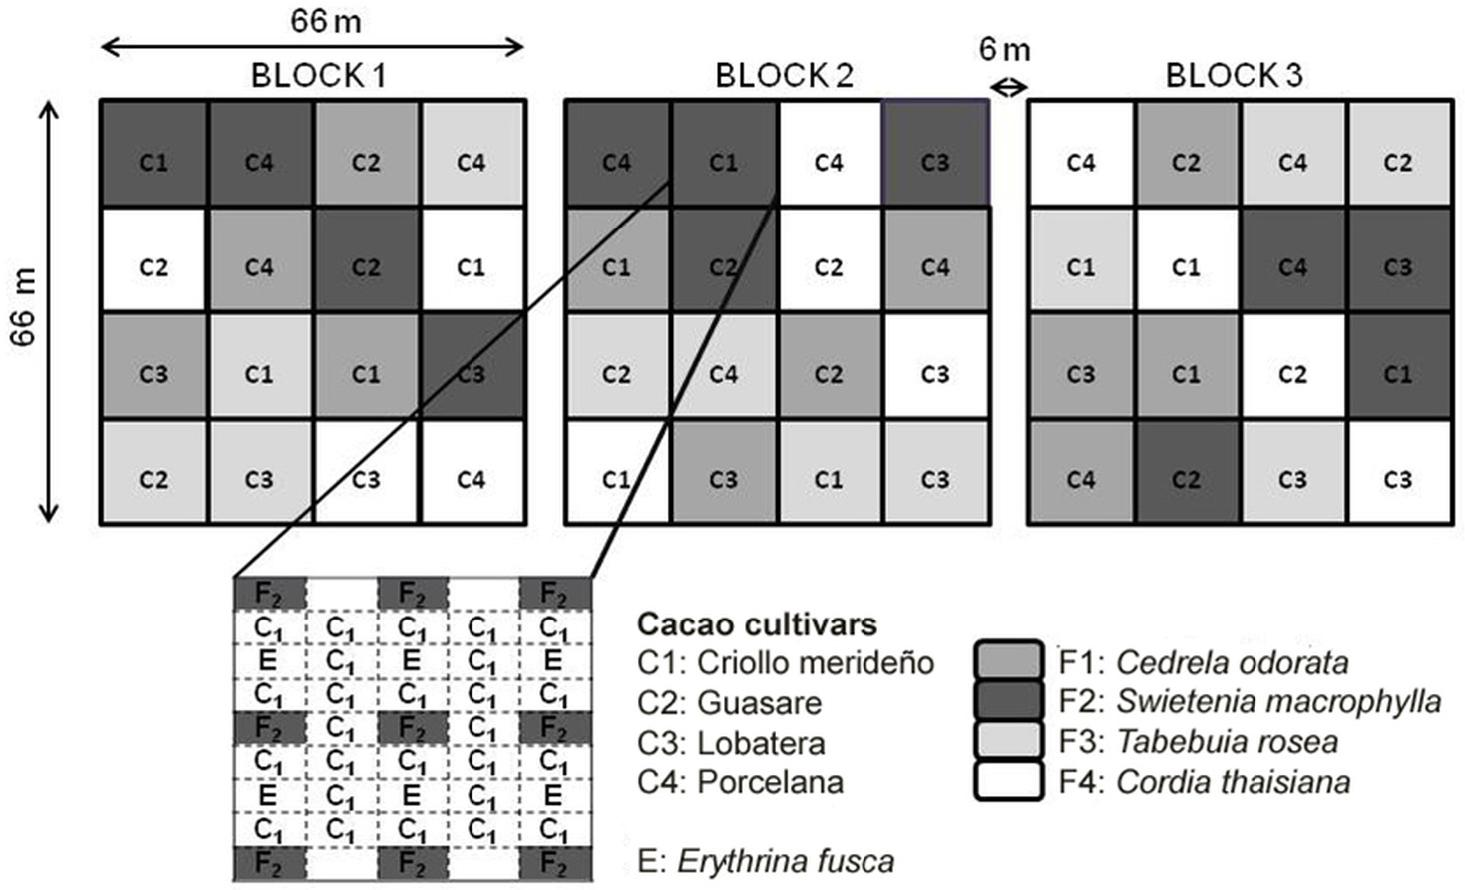 66 m
6 m
BLOCK 1 BLOCK 2 BLOCK 3
66 m
C1 C4 C2 C4 C4 C1 C4 C3 C4 C2 C4 C2
C2 C4 C2 C1 C1 C2 C2 C4 C1 C1 C4 C3
C3 C1 C1 C3 C2 C4 C2 C3 C3 C1 C2 C1
C2 C3 C3 C4 C1 C3 C1 C3 C4 C2 C3 C3
F2 F2 F2
C1 C1 C1 C1 C1
E C1 E C1 E
C1 C1 C1 C1 C1
F2 C1 F2 C1 F2
C1 C1 C1 C1 C1
E C1 E C1 E
C1 C1 C1 C1 C1
F2 F2 F2
Cacao cultivars
C1: Criollo merideño
C2: Guasare
C3: Lobatera
C4: Porcelana
E: Erythrina fusca
F1: Cedrela odorata
F2: Swietenia macrophylla
F3: Tabebuia rosea
F4: Cordia thaisiana